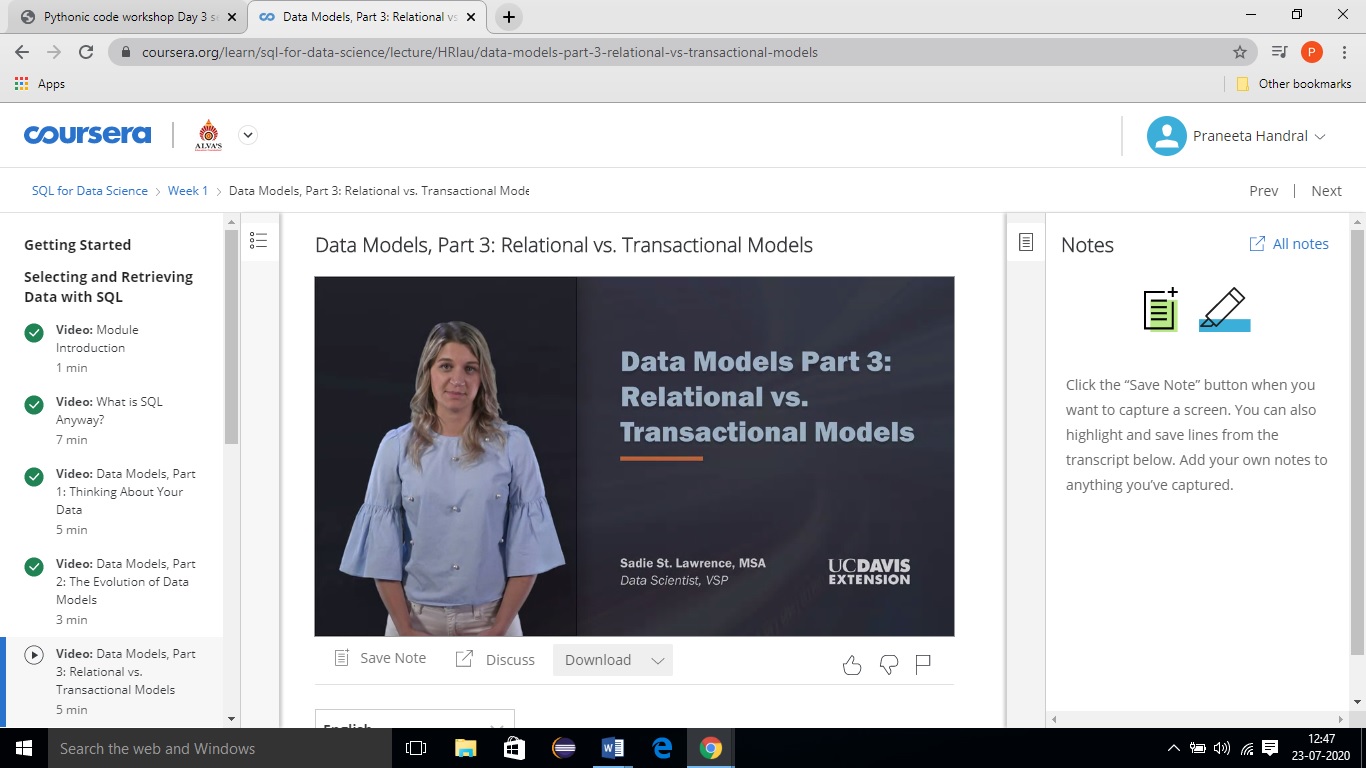 Pythonic code workshop Day 3 s
Data Models, Part 3: Relational vs
coursera.org/learn/sql-for-data-science/lecture/HRlau/data-models-part-3-relational-vs-transactional-models
P
Apps
Other bookmarks
coursera
ALVA'S
Praneeta Handral
SQL for Data Science
Week 1
Data Models, Part 3: Relational vs. Transactional Mode
Prev | Next
Getting Started
Selecting and Retrieving
Data with SQL
Video: Module
Introduction
1 min
Video: What is SQL
Anyway?
7 min
Video: Data Models, Part
1: Thinking About Your
Data
5 min
Video: Data Models, Part
2: The Evolution of Data
Models
3 min
Video: Data Models, Part
3: Relational vs.
Transactional Models
5 min
Data Models, Part 3: Relational vs. Transactional Models
Data Models Part 3:
Relational vs.
Transactional Models
Sadie St. Lawrence, MSA
Data Scientist, VSP
UCDAVIS
EXTENSION
Save Note
Discuss
Download
English
Notes
All notes
Click the “Save Note” button when you
want to capture a screen. You can also
highlight and save lines from the
transcript below. Add your own notes to
anything you’ve captured.
Search the web and Windows
12:47
23-07-2020